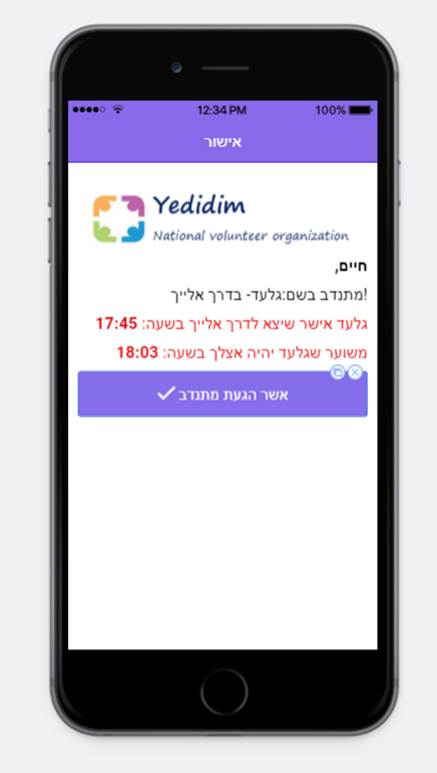 12:34 PM 100%
אישור
Yedidim
National volunteer organization
חיים,
!מתנדב בשם:גלעד- בדרך אלייך
גלעד אישר שיצא לדרך אלייך בשעה: 17:45
משוער שגלעד יהיה אצלך בשעה: 18:03
אשר הגעת מתנדב